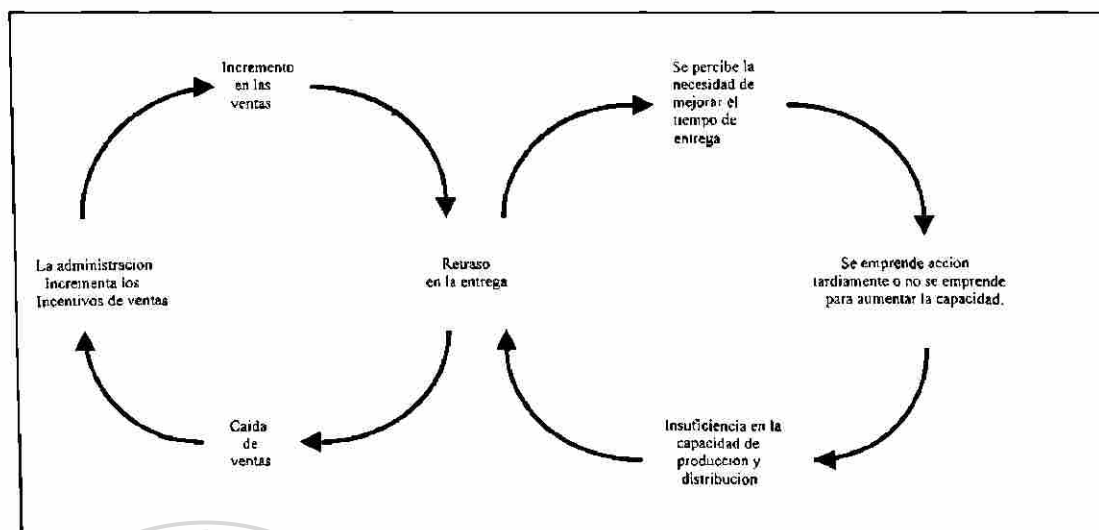 Incremento
en las
ventas
Se percibe la
necesidad de
mejorar el
tiempo de
entrega
La administracion
Incrementa los
Incentivos de ventas
Retraso
en la entrega
Se emprende accion
tardiamente o no se emprende
para aumentar la capacidad.
Caida
de
ventas
Insuficiencia en la
capacidad de
produccion y
distribucion